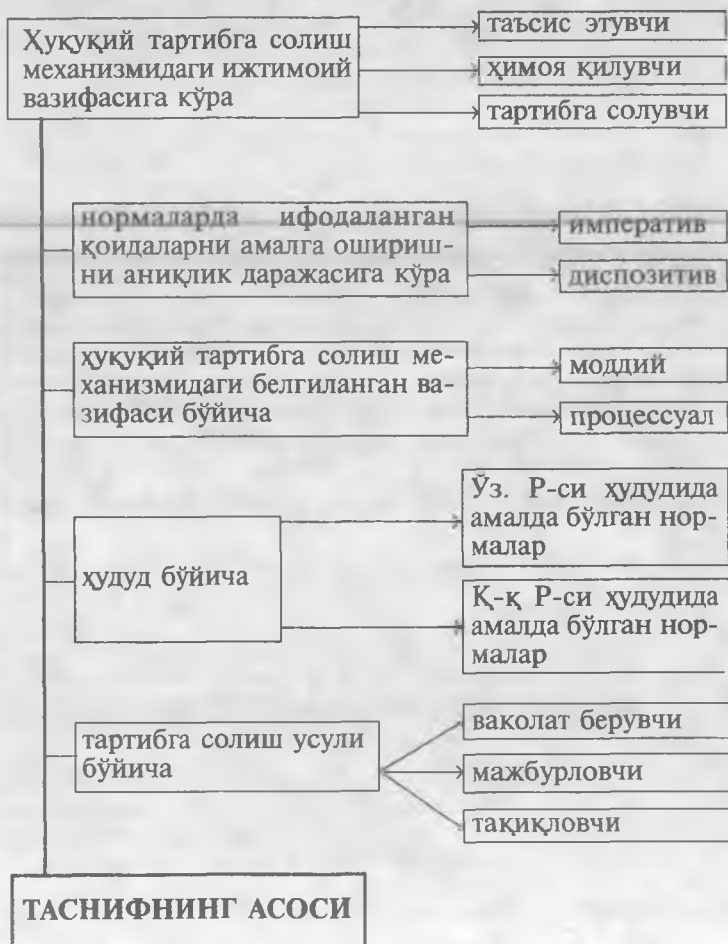 Ҳуқуқий тартибга солиш
механизмидаги ижтимоий
вазифасига кўра
таъсис этувчи
ҳимоя қилувчи
тартибга солувчи
нормаларда ифодаланган
қоидаларни амалга ошириш-
ни аниқлик даражасига кўра
императив
диспозитив
ҳуқуқий тартибга солиш ме-
ханизмидаги белгиланган ва-
зифаси бўйича
моддий
процессуал
ҳудуд бўйича
Ўз. Р-си ҳудудида
амалда бўлган нор-
малар
Қ-қ Р-си ҳудудида
амалда бўлган нор-
малар
тартибга солиш усули
бўйича
ваколат берувчи
мажбурловчи
тақиқловчи
ТАСНИФНИНГ АСОСИ